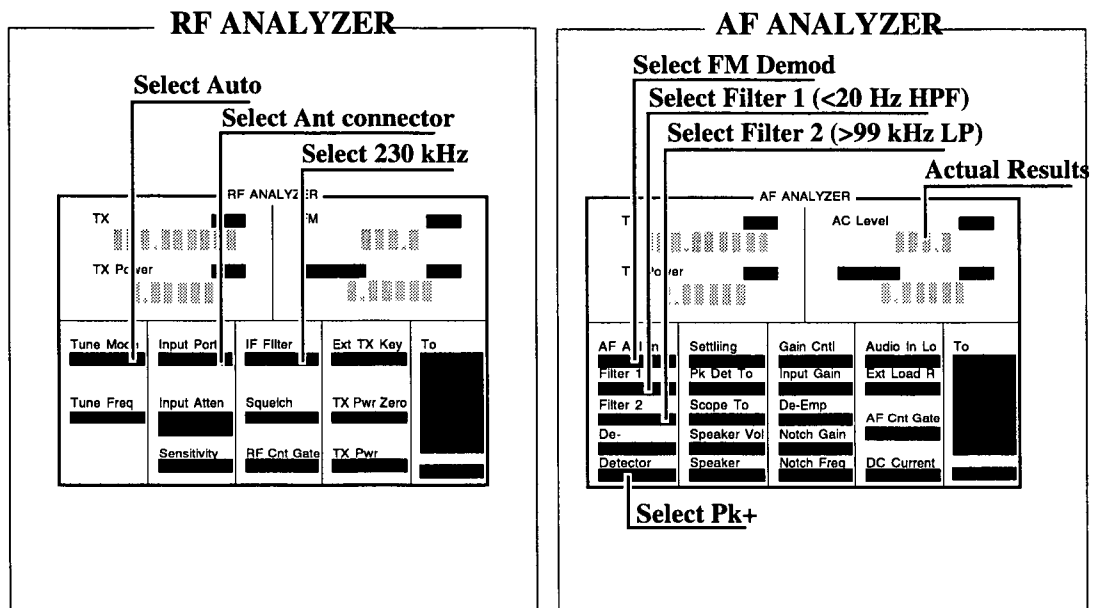 RF ANALYZER
Select Auto
Select Ant connector
Select 230 kHz
RF ANALYZER
TX
TX Power
Tune Mode
Input Port
IF Filter
Ext TX Key
To
Tune Freq
Input Atten
Squelch
TX Pwr Zero
Sensitivity
RF Cnt Gate
TX Pwr
AF ANALYZER
Select FM Demod
Select Filter 1 (<20 Hz HPF)
Select Filter 2 (>99 kHz LP)
Actual Results
AF ANALYZER
AC Level
Power
Settliing
Gain Cntl
Audio In Lo
To
Filter 1
Pk Det To
Input Gain
Ext Load R
Filter 2
Scope To
De-Emp
AF Cnt Gate
De-
Speaker Vol
Notch Gain
Detector
Speaker
Notch Freq
DC Current
Select Pk+